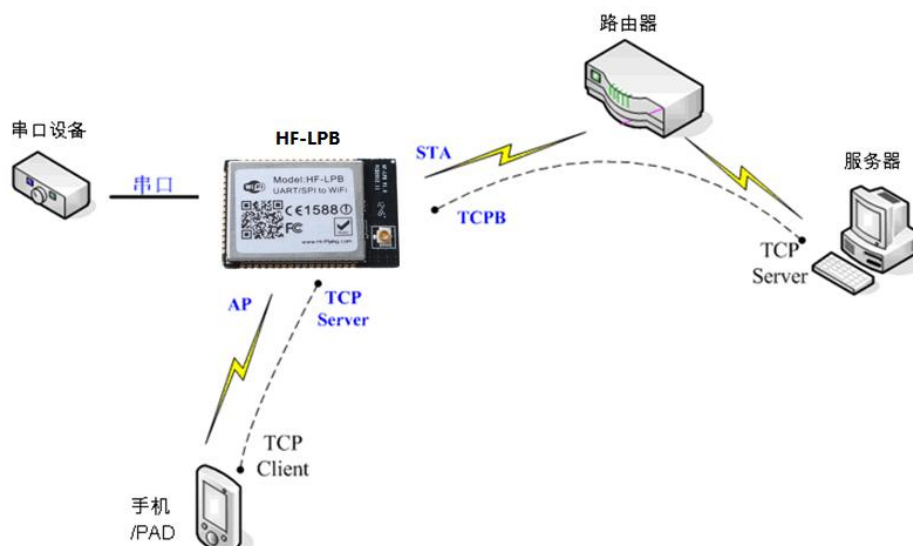 路由器
串口设备
HF-LPB
串口
STA
服务器
Model:HF-LPB
UART/SPI to WiFi
WiFi
CE1588
FC
TCPB
TCP
Server
AP
TCP
Server
TCP
Client
手机
/PAD